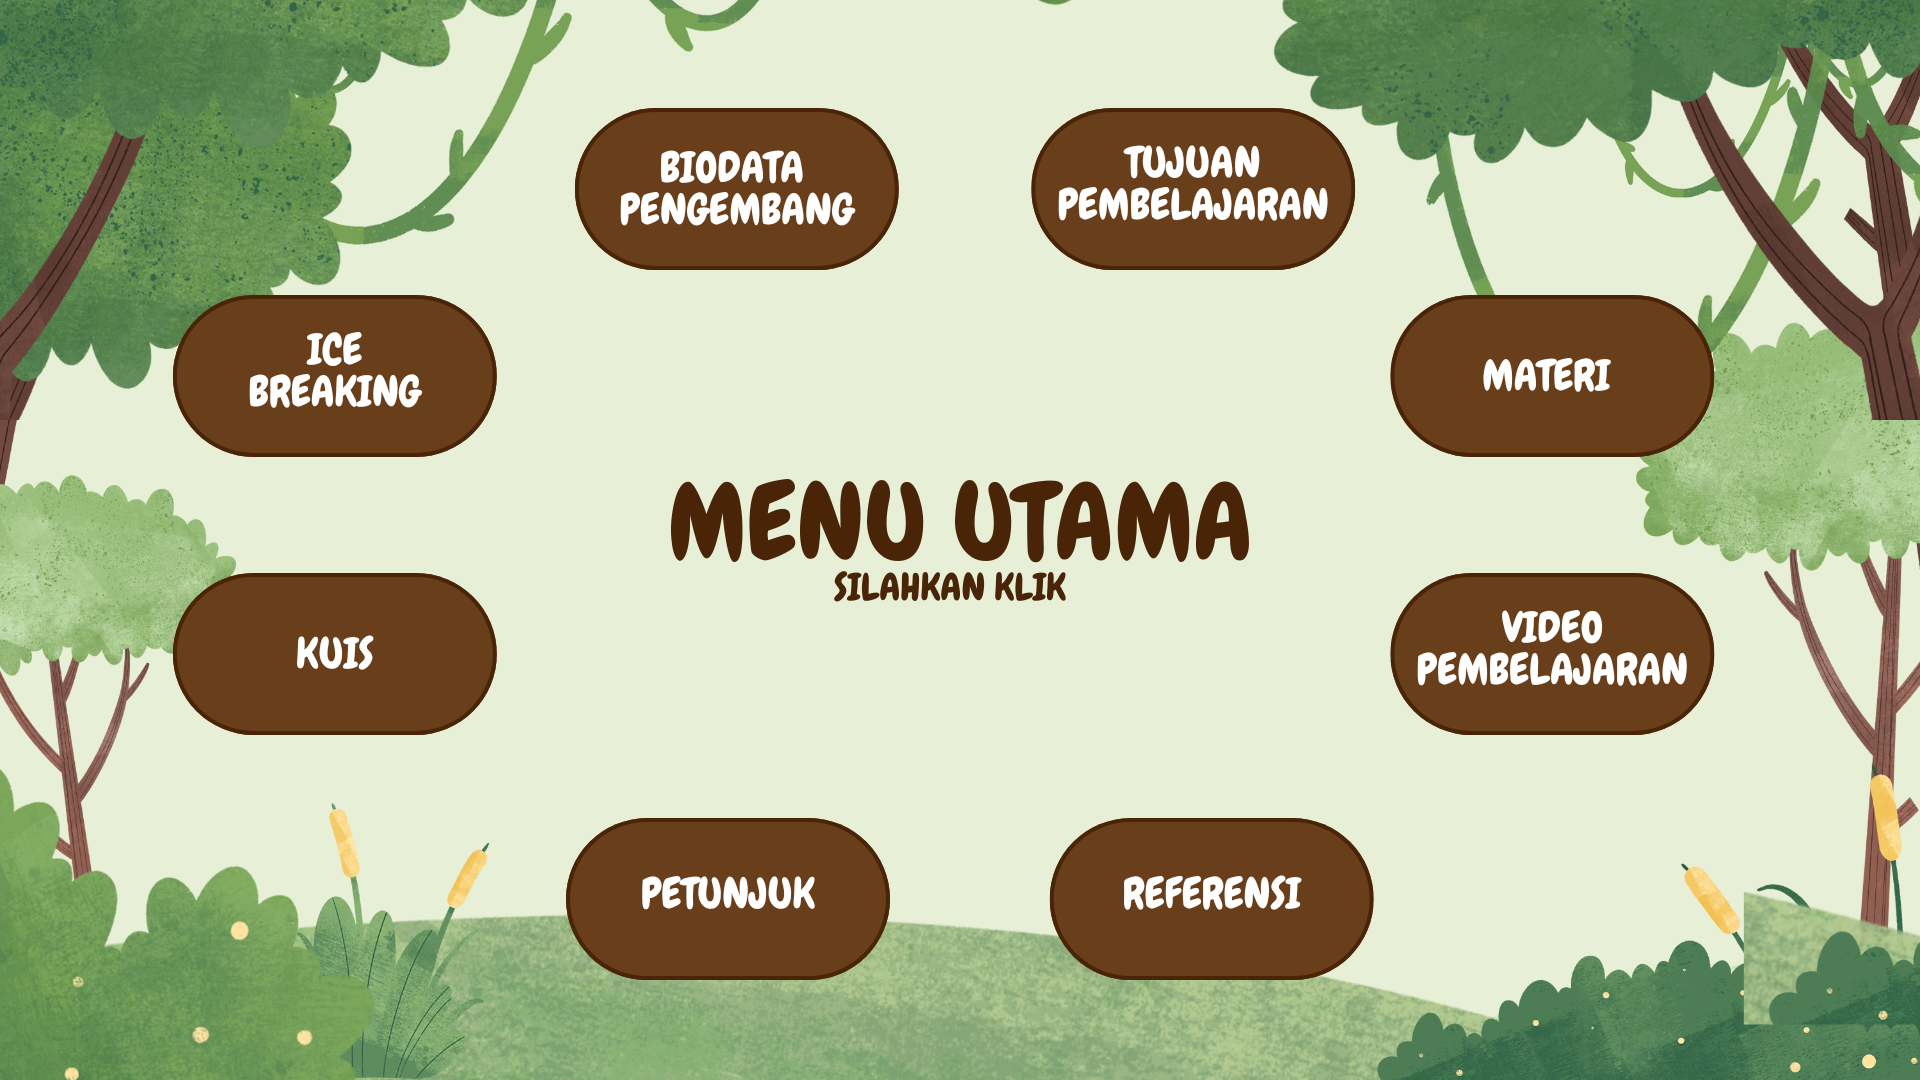 BIODATA
PENGEMBANG
TUJUAN
PEMBELAJARAN
ICE
BREAKING
MATERI
MENU UTAMA
SILAHKAN KLIK
KUIS
VIDEO
PEMBELAJARAN
PETUNJUK
REFERENSI